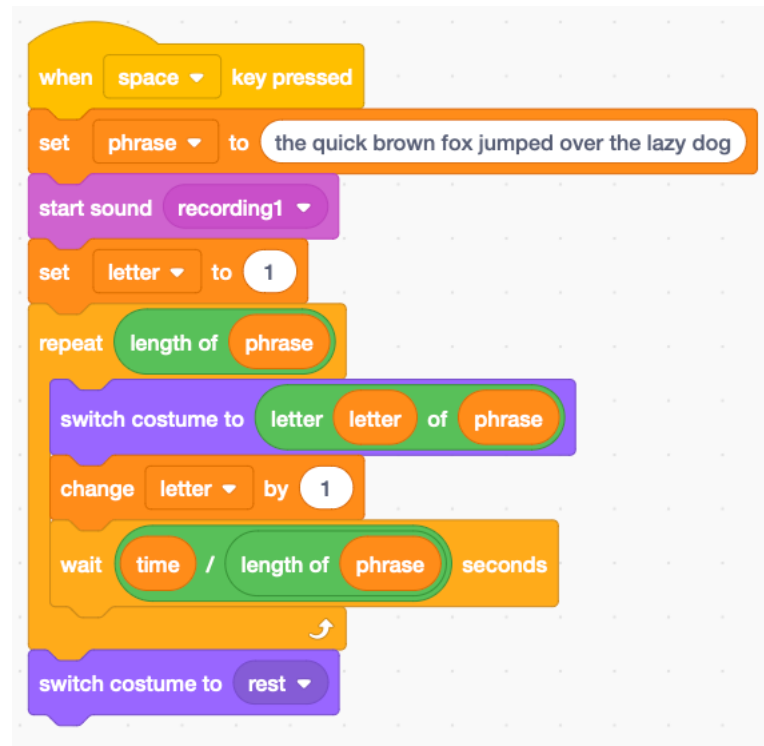 when space key pressed
set phrase to the quick brown fox jumped over the lazy dog
start sound recording1
set letter to 1
repeat length of phrase
switch costume to letter letter of phrase
change letter by 1
wait time / length of phrase seconds
switch costume to rest